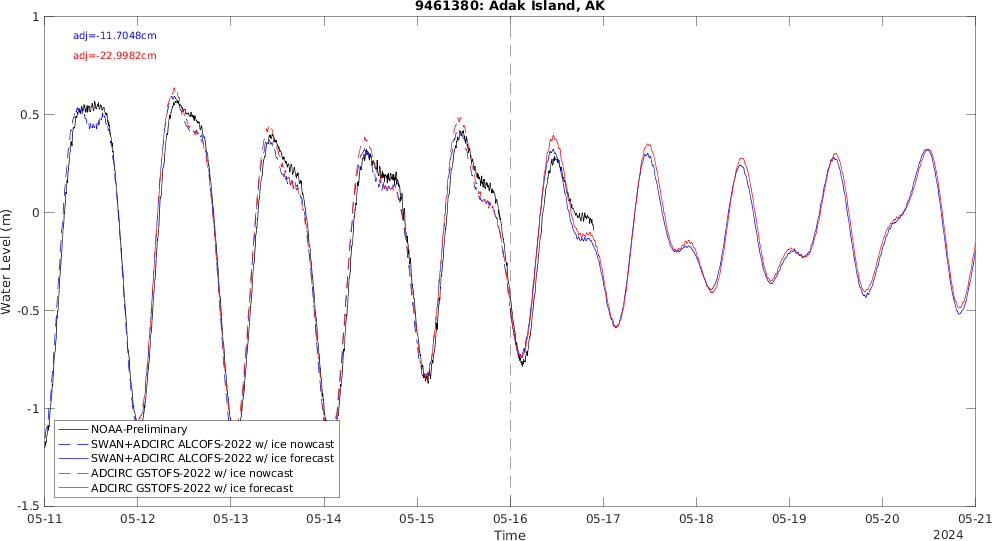 9461380: Adak Island, AK
adj=-11.7048cm
adj=-22.9982cm
1
0.5
0
-0.5
-1
-1.5
Water Level (m)
NOAA-Preliminary
SWAN+ADCIRC ALCOFS-2022 w/ ice nowcast
SWAN+ADCIRC ALCOFS-2022 w/ ice forecast
ADCIRC GSTOFS-2022 w/ ice nowcast
ADCIRC GSTOFS-2022 w/ ice forecast
05-11 05-12 05-13 05-14 05-15 05-16 05-17 05-18 05-19 05-20 05-21
Time
2024